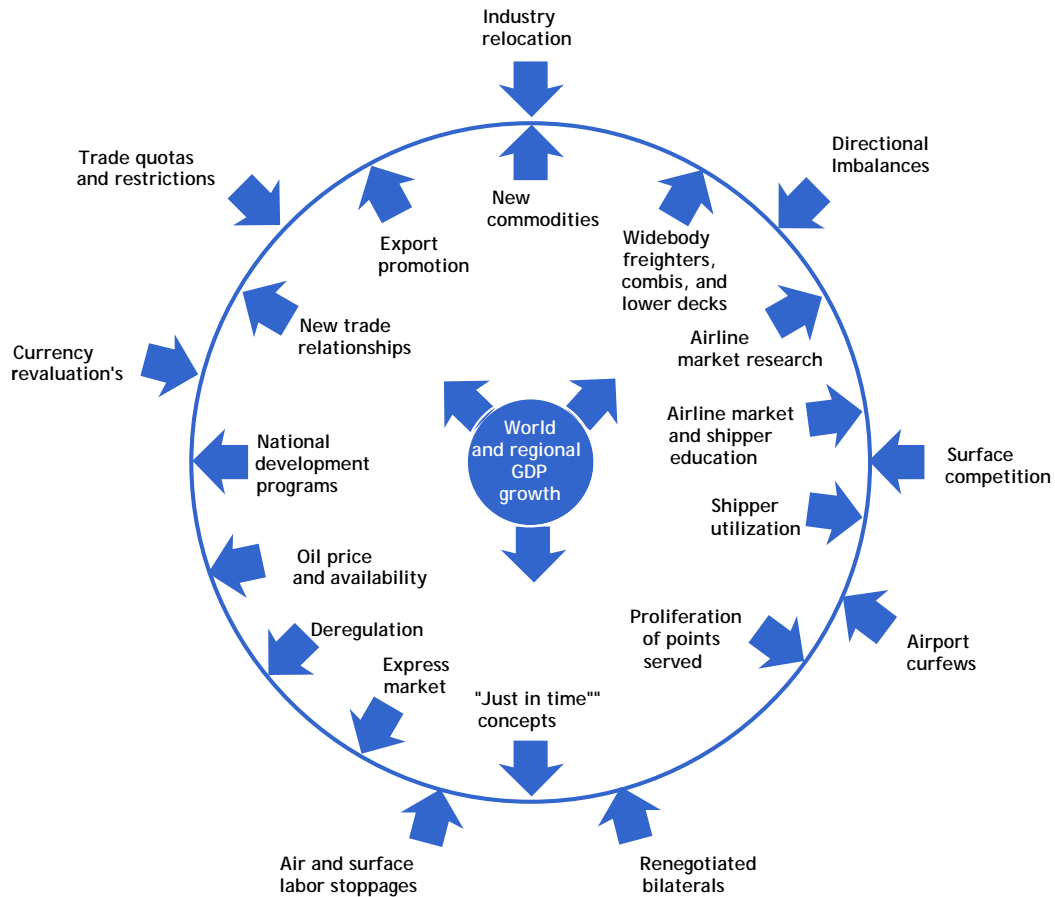 Industry
relocation
Directional
Imbalances
Trade quotas
and restrictions
New
commodities
Export
promotion
Widebody
freighters,
combis, and
lower decks
New trade
relationships
Airline
market research
Currency
revaluation's
World
and regional
GDP
growth
Airline market
and shipper
education
National
development
programs
Surface
competition
Shipper
utilization
Oil price
and availability
Deregulation
Proliferation
of points
served
Airport
curfews
Express
market
"Just in time""
concepts
Air and surface
labor stoppages
Renegotiated
bilaterals